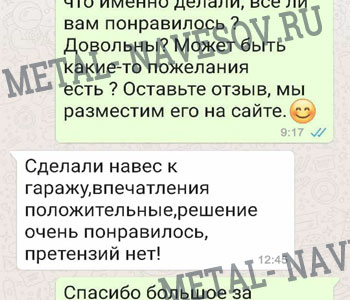 что именно делали, всё ли
вам понравилось ?
Довольны? Может быть
какие-то пожелания
есть ? Оставьте отзыв, мы
разместим его на сайте.😊
9:17
METAL-NAVESOV.RU
Сделали навес к
гаражу,впечатления
положительные,решение
очень понравилось,
претензий нет!
12:45
METAL- NAV
Спасибо большое за